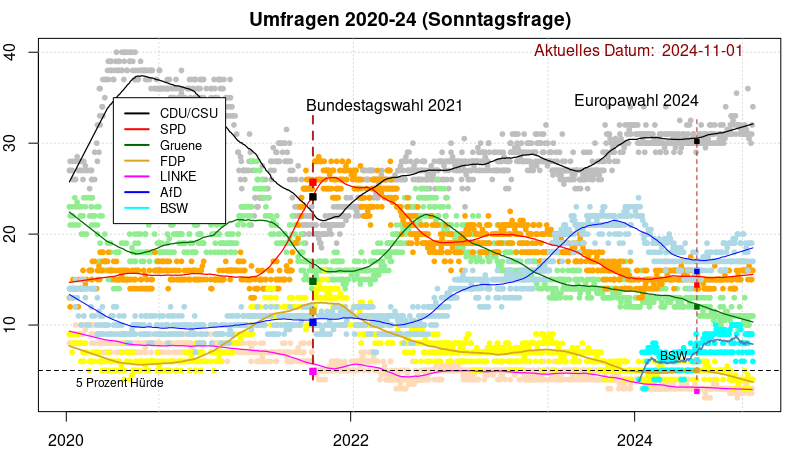 Umfragen 2020-24 (Sonntagsfrage)
Aktuelles Datum: 2024-11-01
Bundestagswahl 2021
Europawahl 2024
CDU/CSU
SPD
Gruene
FDP
LINKE
AfD
BSW
40
30
20
10
BSW
5 Prozent Hürde
2020
2022
2024